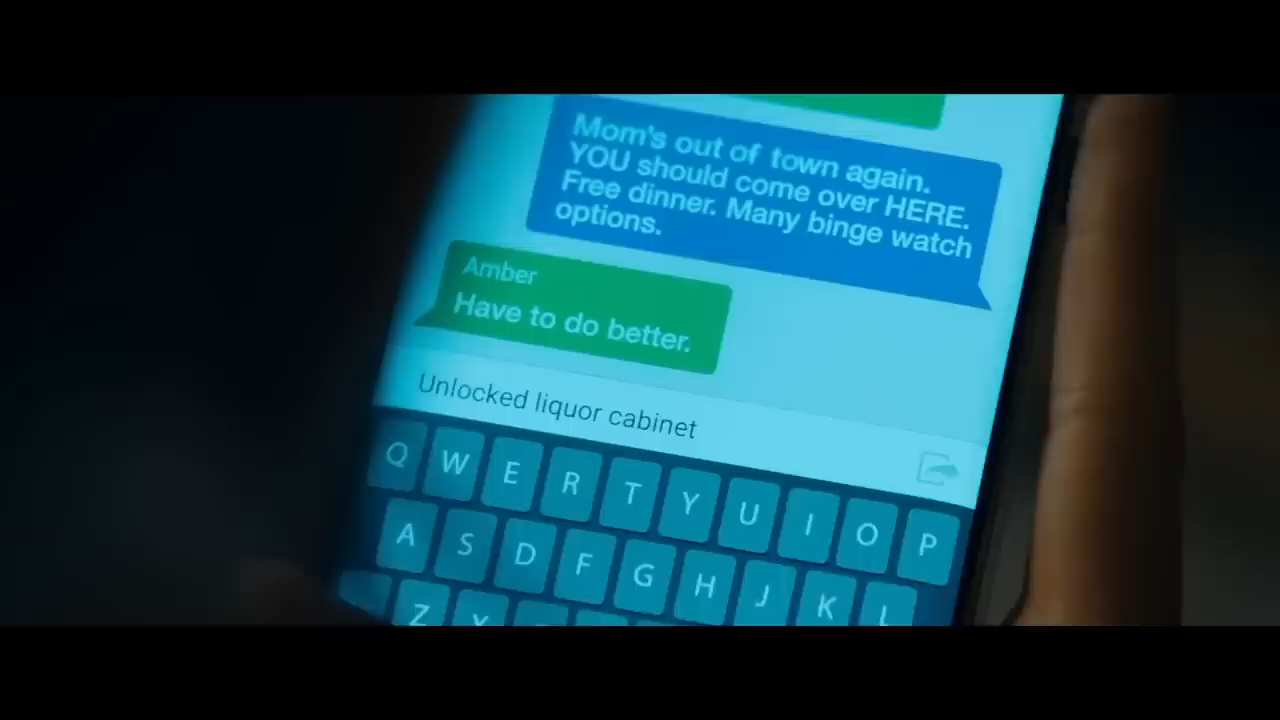 Mom's out of town again.
YOU should come over HERE.
Free dinner. Many binge watch
options.
Amber
Have to do better.
Unlocked liquor cabinet
Q W E R T Y U I O P
A S D F G H J K L
Z X